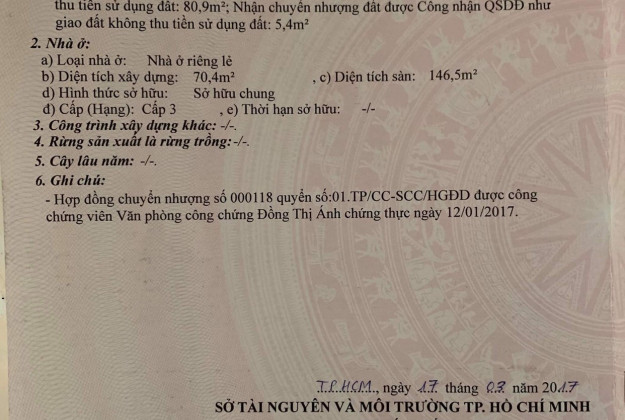 thu tiền sử dụng đất: 80,9m²; Nhận chuyển nhượng đất được Công nhận QSDĐ như
giao đất không thu tiền sử dụng đất: 5,4m²
2. Nhà ở:
a) Loại nhà ở: Nhà ở riêng lẻ
b) Diện tích xây dựng: 70,4m² , c) Diện tích sàn: 146,5m²
d) Hình thức sở hữu: Sở hữu chung
đ) Cấp (Hạng): Cấp 3 , e) Thời hạn sở hữu: -/-
3. Công trình xây dựng khác: -/-.
4. Rừng sản xuất là rừng trồng: -/-.
5. Cây lâu năm: -/-.
6. Ghi chú:
- Hợp đồng chuyển nhượng số 000118 quyển số:01.TP/CC-SCC/HGĐD được công
chứng viên Văn phòng công chứng Đồng Thị Ánh chứng thực ngày 12/01/2017.
T.P.HCM., ngày 17 tháng 03 năm 2017
SỞ TÀI NGUYÊN VÀ MÔI TRƯỜNG TP. HỒ CHÍ MINH